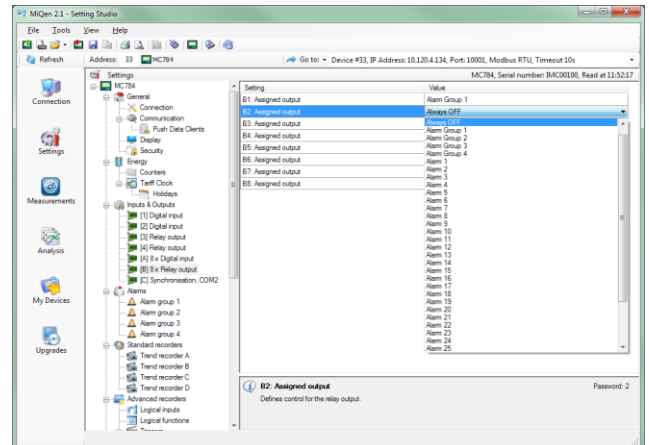 MiQen 2.1 - Setting Studio
File Tools View Help
Refresh
Address: 33 MC784
Go to: Device #33, IP Address: 10.120.4.134, Port: 10001, Modbus RTU, Timeout 10s
Connection
Settings
Measurements
Analysis
My Devices
Upgrades
Settings
MC784, Serial number: IMC00100, Read at 11:52:17
MC784
General
Connection
Communication
Push Data Clients
Display
Security
Energy
Counters
Tariff Clock
Holidays
Inputs & Outputs
[1] Digital input
[2] Digital input
[3] Relay output
[4] Relay output
[A] 8 x Digital input
[B] 8 x Relay output
[C] Synchronisation, COM2
Alarms
Alarm group 1
Alarm group 2
Alarm group 3
Alarm group 4
Standard recorders
Trend recorder A
Trend recorder B
Trend recorder C
Trend recorder D
Advanced recorders
Logical inputs
Logical functions
Setting Value
B1: Assigned output Alarm Group 1
B2: Assigned output Always OFF
B3: Assigned output
B4: Assigned output
B5: Assigned output
B6: Assigned output
B7: Assigned output
B8: Assigned output
Always OFF
Alarm Group 1
Alarm Group 2
Alarm Group 3
Alarm Group 4
Alarm 1
Alarm 2
Alarm 3
Alarm 4
Alarm 5
Alarm 6
Alarm 7
Alarm 8
Alarm 9
Alarm 10
Alarm 11
Alarm 12
Alarm 13
Alarm 14
Alarm 15
Alarm 16
Alarm 17
Alarm 18
Alarm 19
Alarm 20
Alarm 21
Alarm 22
Alarm 23
Alarm 24
Alarm 25
B2: Assigned output Password: 2
Defines control for the relay output.